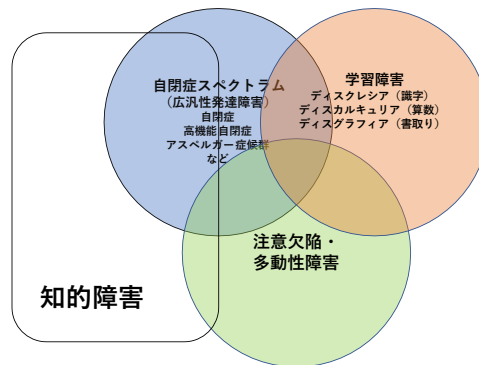 自閉症スペクトラム
（広汎性発達障害）
自閉症
高機能自閉症
アスペルガー症候群
など
学習障害
ディスクレシア（識字）
ディスカルキュリア（算数）
ディスグラフィア（書取り）
注意欠陥・
多動性障害
知的障害